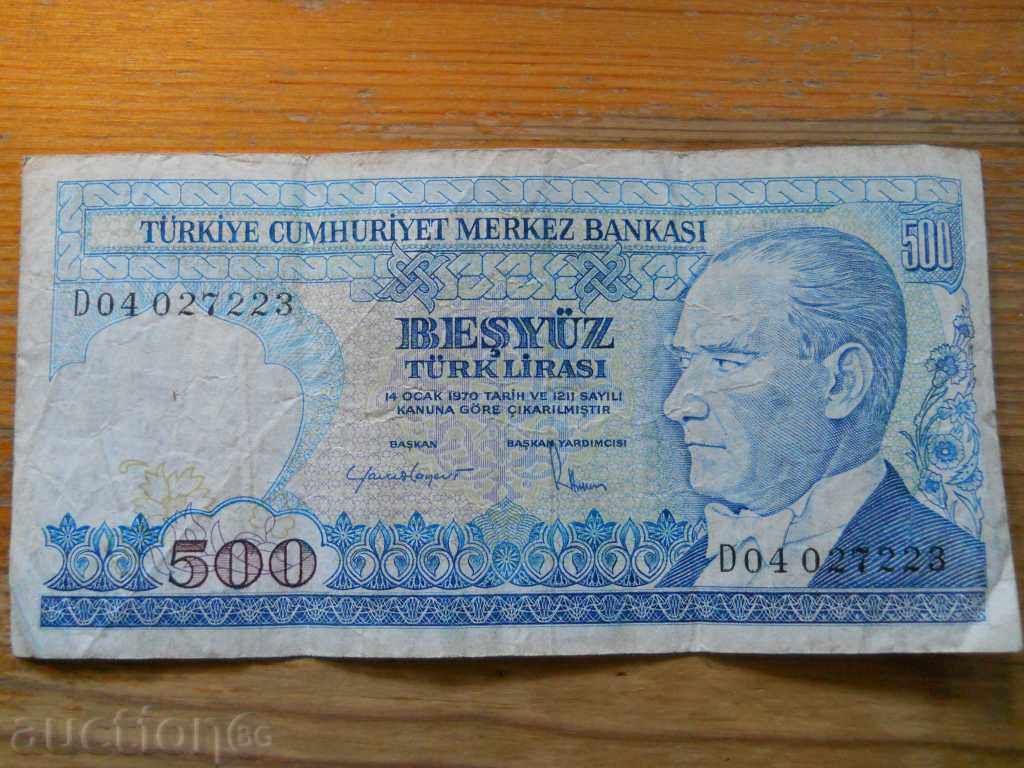 TÜRKİYE CUMHURİYET MERKEZ BANKASI
500
D04 027223
BEŞYÜZ
TÜRK LİRASI
14 OCAK 1970 TARİH VE 1211 SAYILI
KANUNA GÖRE ÇIKARILMIŞTIR
BAŞKAN BAŞKAN YARDIMCISI
500
D04 027223
auction BG